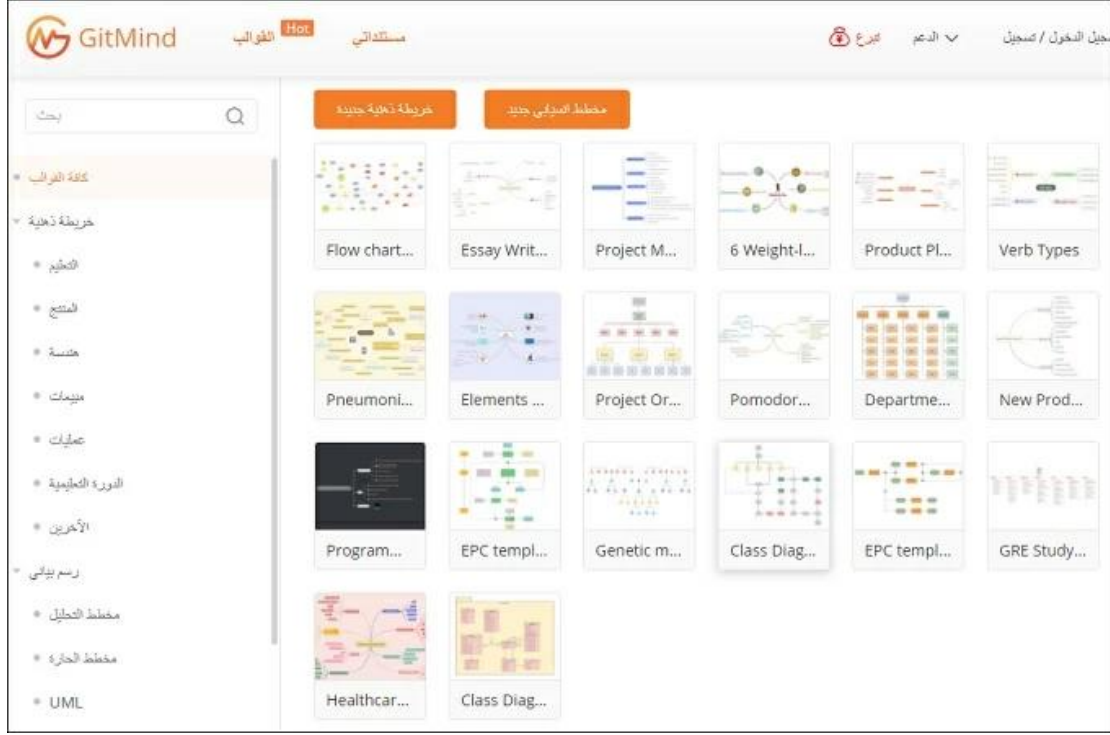 GitMind
القوالب
Hot
مستنداتي
تبرع
الدعم
تسجيل الدخول / تسجيل
بحث
خريطة ذهنية جديدة
مخطط انسيابي جديد
كافة القوالب
خريطة ذهنية
التعليم
المنتج
هندسة
مبيعات
عمليات
الدورة التعليمية
الآخرين
رسم بياني
مخطط التحليل
مخطط الحارة
UML
Flow chart...
Essay Writ...
Project M...
6 Weight-l...
Product Pl...
Verb Types
Pneumoni...
Elements ...
Project Or...
Pomodor...
Departme...
New Prod...
Program...
EPC templ...
Genetic m...
Class Diag...
EPC templ...
GRE Study...
Healthcar...
Class Diag...